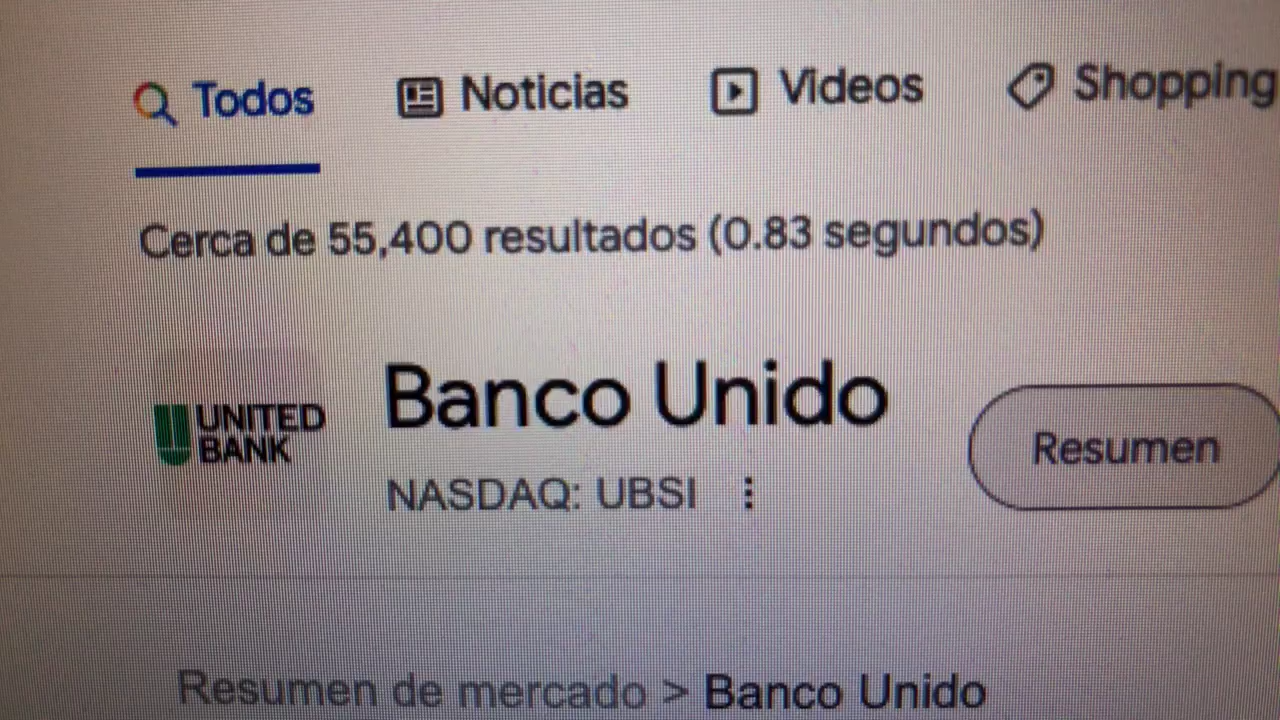 Todos Noticias Videos Shopping
Cerca de 55,400 resultados (0.83 segundos)
UNITED
BANK
Banco Unido
NASDAQ: UBSI
Resumen
Resumen de mercado > Banco Unido